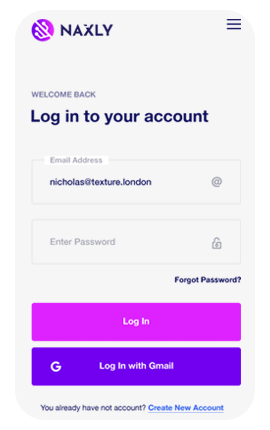 NAXLY
WELCOME BACK
Log in to your account
Email Address
nicholas@texture.london
@
Enter Password
Forgot Password?
Log In
G Log In with Gmail
You already have not account? Create New Account